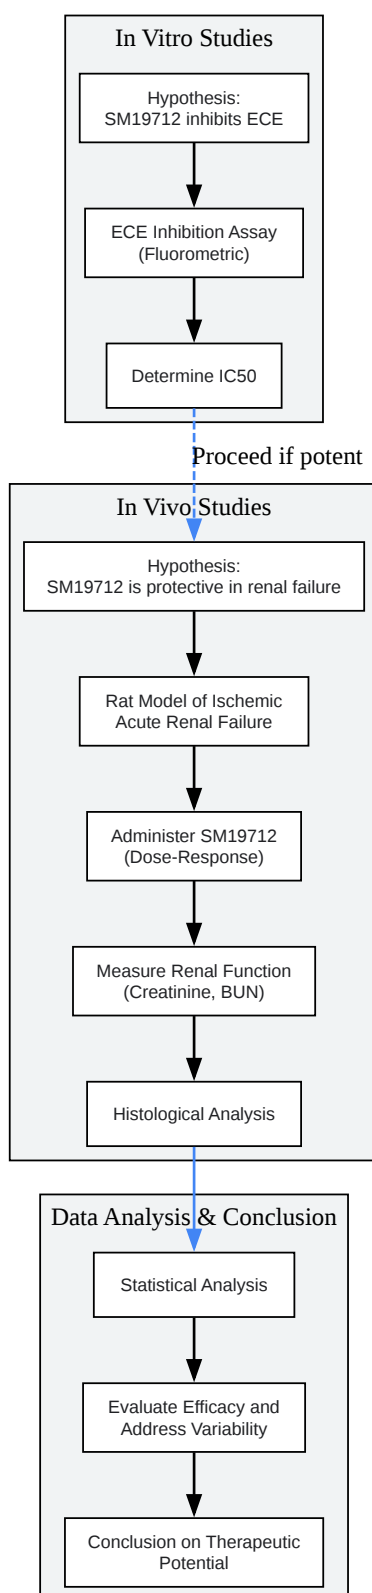 In Vitro Studies
Hypothesis:
SM19712 inhibits ECE
ECE Inhibition Assay
(Fluorometric)
Determine IC50
Proceed if potent
In Vivo Studies
Hypothesis:
SM19712 is protective in renal failure
Rat Model of Ischemic
Acute Renal Failure
Administer SM19712
(Dose-Response)
Measure Renal Function
(Creatinine, BUN)
Histological Analysis
Data Analysis & Conclusion
Statistical Analysis
Evaluate Efficacy and
Address Variability
Conclusion on Therapeutic
Potential